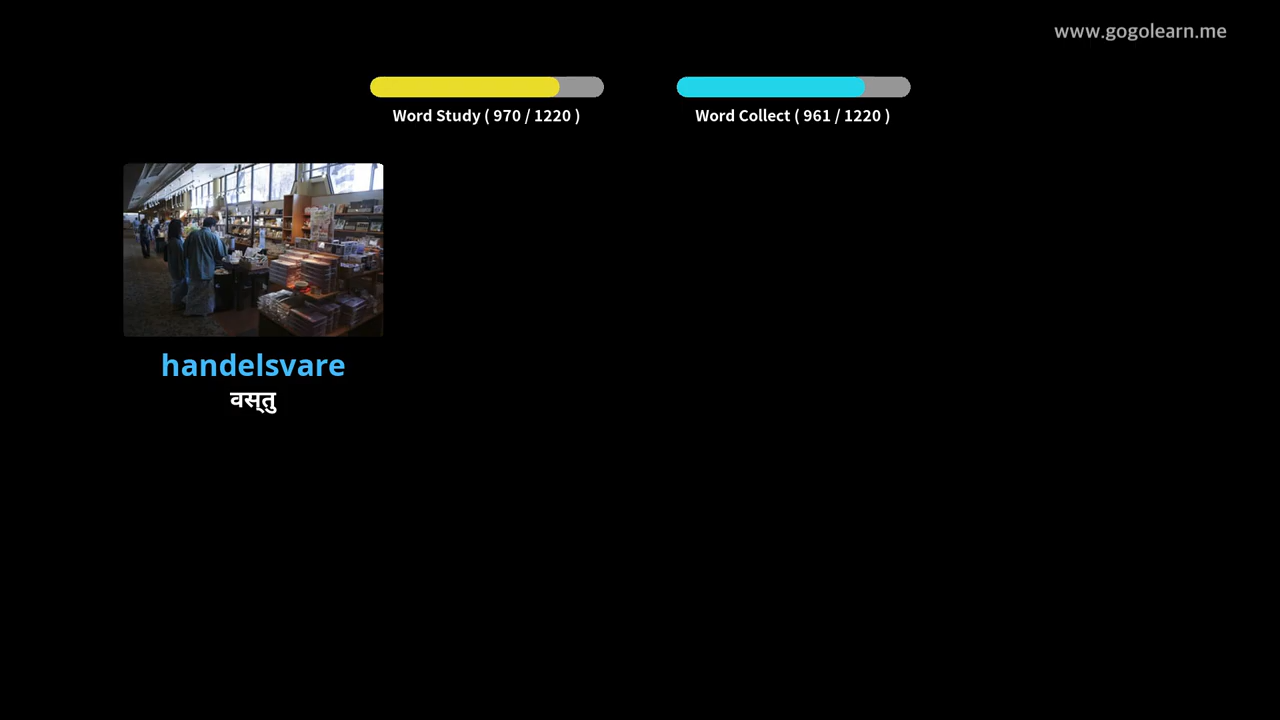 www.gogolearn.me
Word Study ( 970 / 1220 )
Word Collect ( 961 / 1220 )
handelsvare
वस्तु